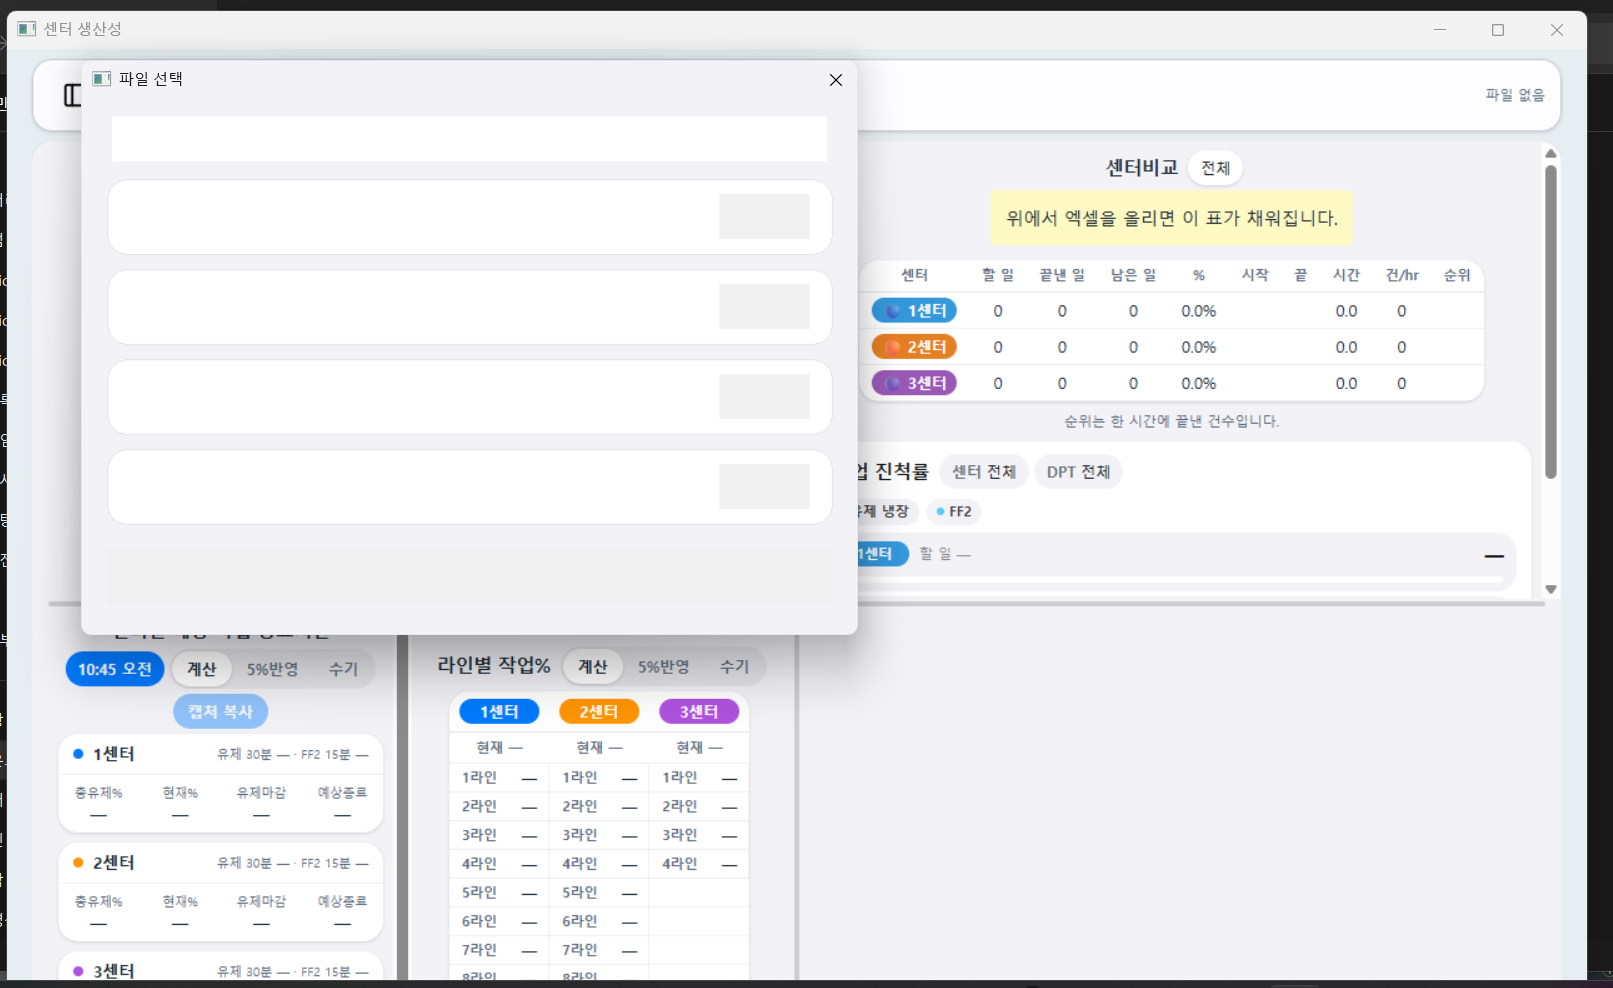 센터 생산성
파일 선택
파일 없음
센터비교 전체
위에서 엑셀을 올리면 이 표가 채워집니다.
센터 할 일 끝낸 일 남은 일 % 시작 끝 시간 건/hr 순위
1센터 0 0 0 0.0% 0.0 0
2센터 0 0 0 0.0% 0.0 0
3센터 0 0 0 0.0% 0.0 0
순위는 한 시간에 끝낸 건수입니다.
진척률 센터 전체 DPT 전체
냉장 FF2
1센터 할 일 — —
10:45 오전 계산 5%반영 수기
캡처 복사
1센터 유제 30분 — · FF2 15분 —
총유제% 현재% 유제마감 예상종료
— — — —
2센터 유제 30분 — · FF2 15분 —
총유제% 현재% 유제마감 예상종료
— — — —
3센터 유제 30분 — · FF2 15분 —
라인별 작업% 계산 5%반영 수기
1센터 2센터 3센터
현재 — 현재 — 현재 —
1라인 — 1라인 — 1라인 —
2라인 — 2라인 — 2라인 —
3라인 — 3라인 — 3라인 —
4라인 — 4라인 — 4라인 —
5라인 — 5라인 —
6라인 — 6라인 —
7라인 — 7라인 —
8라인 — 8라인 —